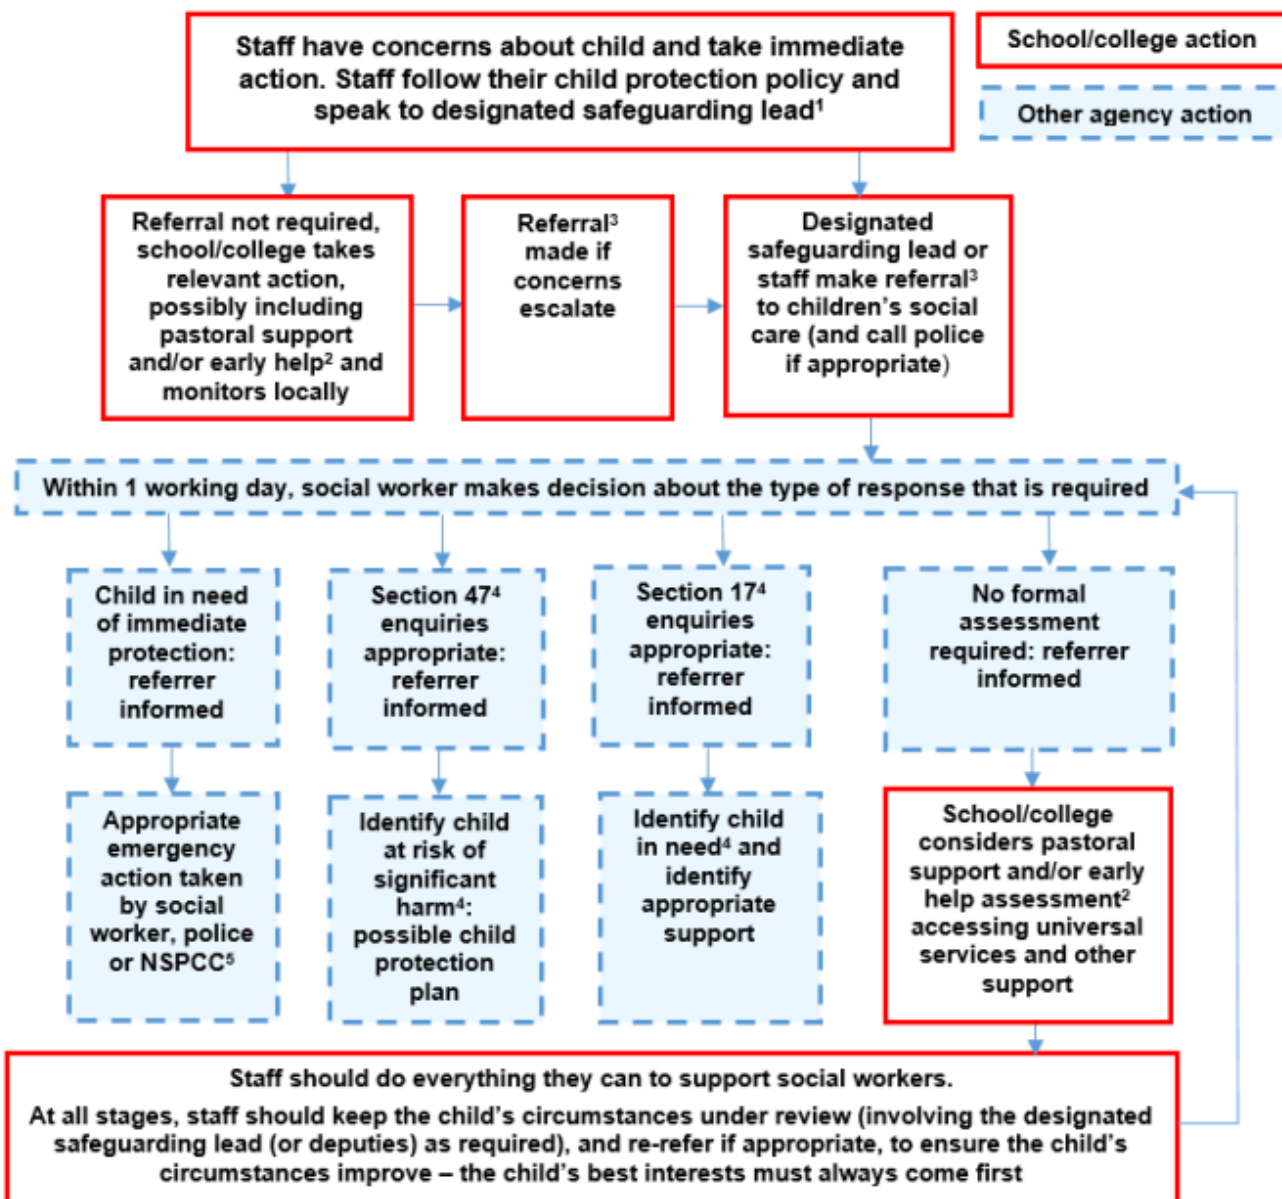 Staff have concerns about child and take immediate
action. Staff follow their child protection policy and
speak to designated safeguarding lead¹
School/college action
Other agency action
Referral not required,
school/college takes
relevant action,
possibly including
pastoral support
and/or early help² and
monitors locally
Referral³
made if
concerns
escalate
Designated
safeguarding lead or
staff make referral³
to children's social
care (and call police
if appropriate)
Within 1 working day, social worker makes decision about the type of response that is required
Child in need
of immediate
protection:
referrer
informed
Section 47⁴
enquiries
appropriate:
referrer
informed
Section 17⁴
enquiries
appropriate:
referrer
informed
No formal
assessment
required: referrer
informed
Appropriate
emergency
action taken
by social
worker, police
or NSPCC⁵
Identify child
at risk of
significant
harm⁴:
possible child
protection
plan
Identify child
in need⁴ and
identify
appropriate
support
School/college
considers pastoral
support and/or early
help assessment²
accessing universal
services and other
support
Staff should do everything they can to support social workers.
At all stages, staff should keep the child's circumstances under review (involving the designated
safeguarding lead (or deputies) as required), and re-refer if appropriate, to ensure the child's
circumstances improve – the child's best interests must always come first